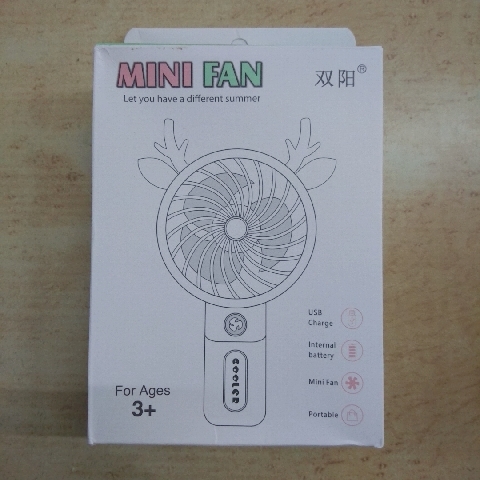 MINI FAN
双阳®
Let you have a different summer
USB
Charge
Internal
battery
Mini Fan
Portable
COOLER
For Ages
3+